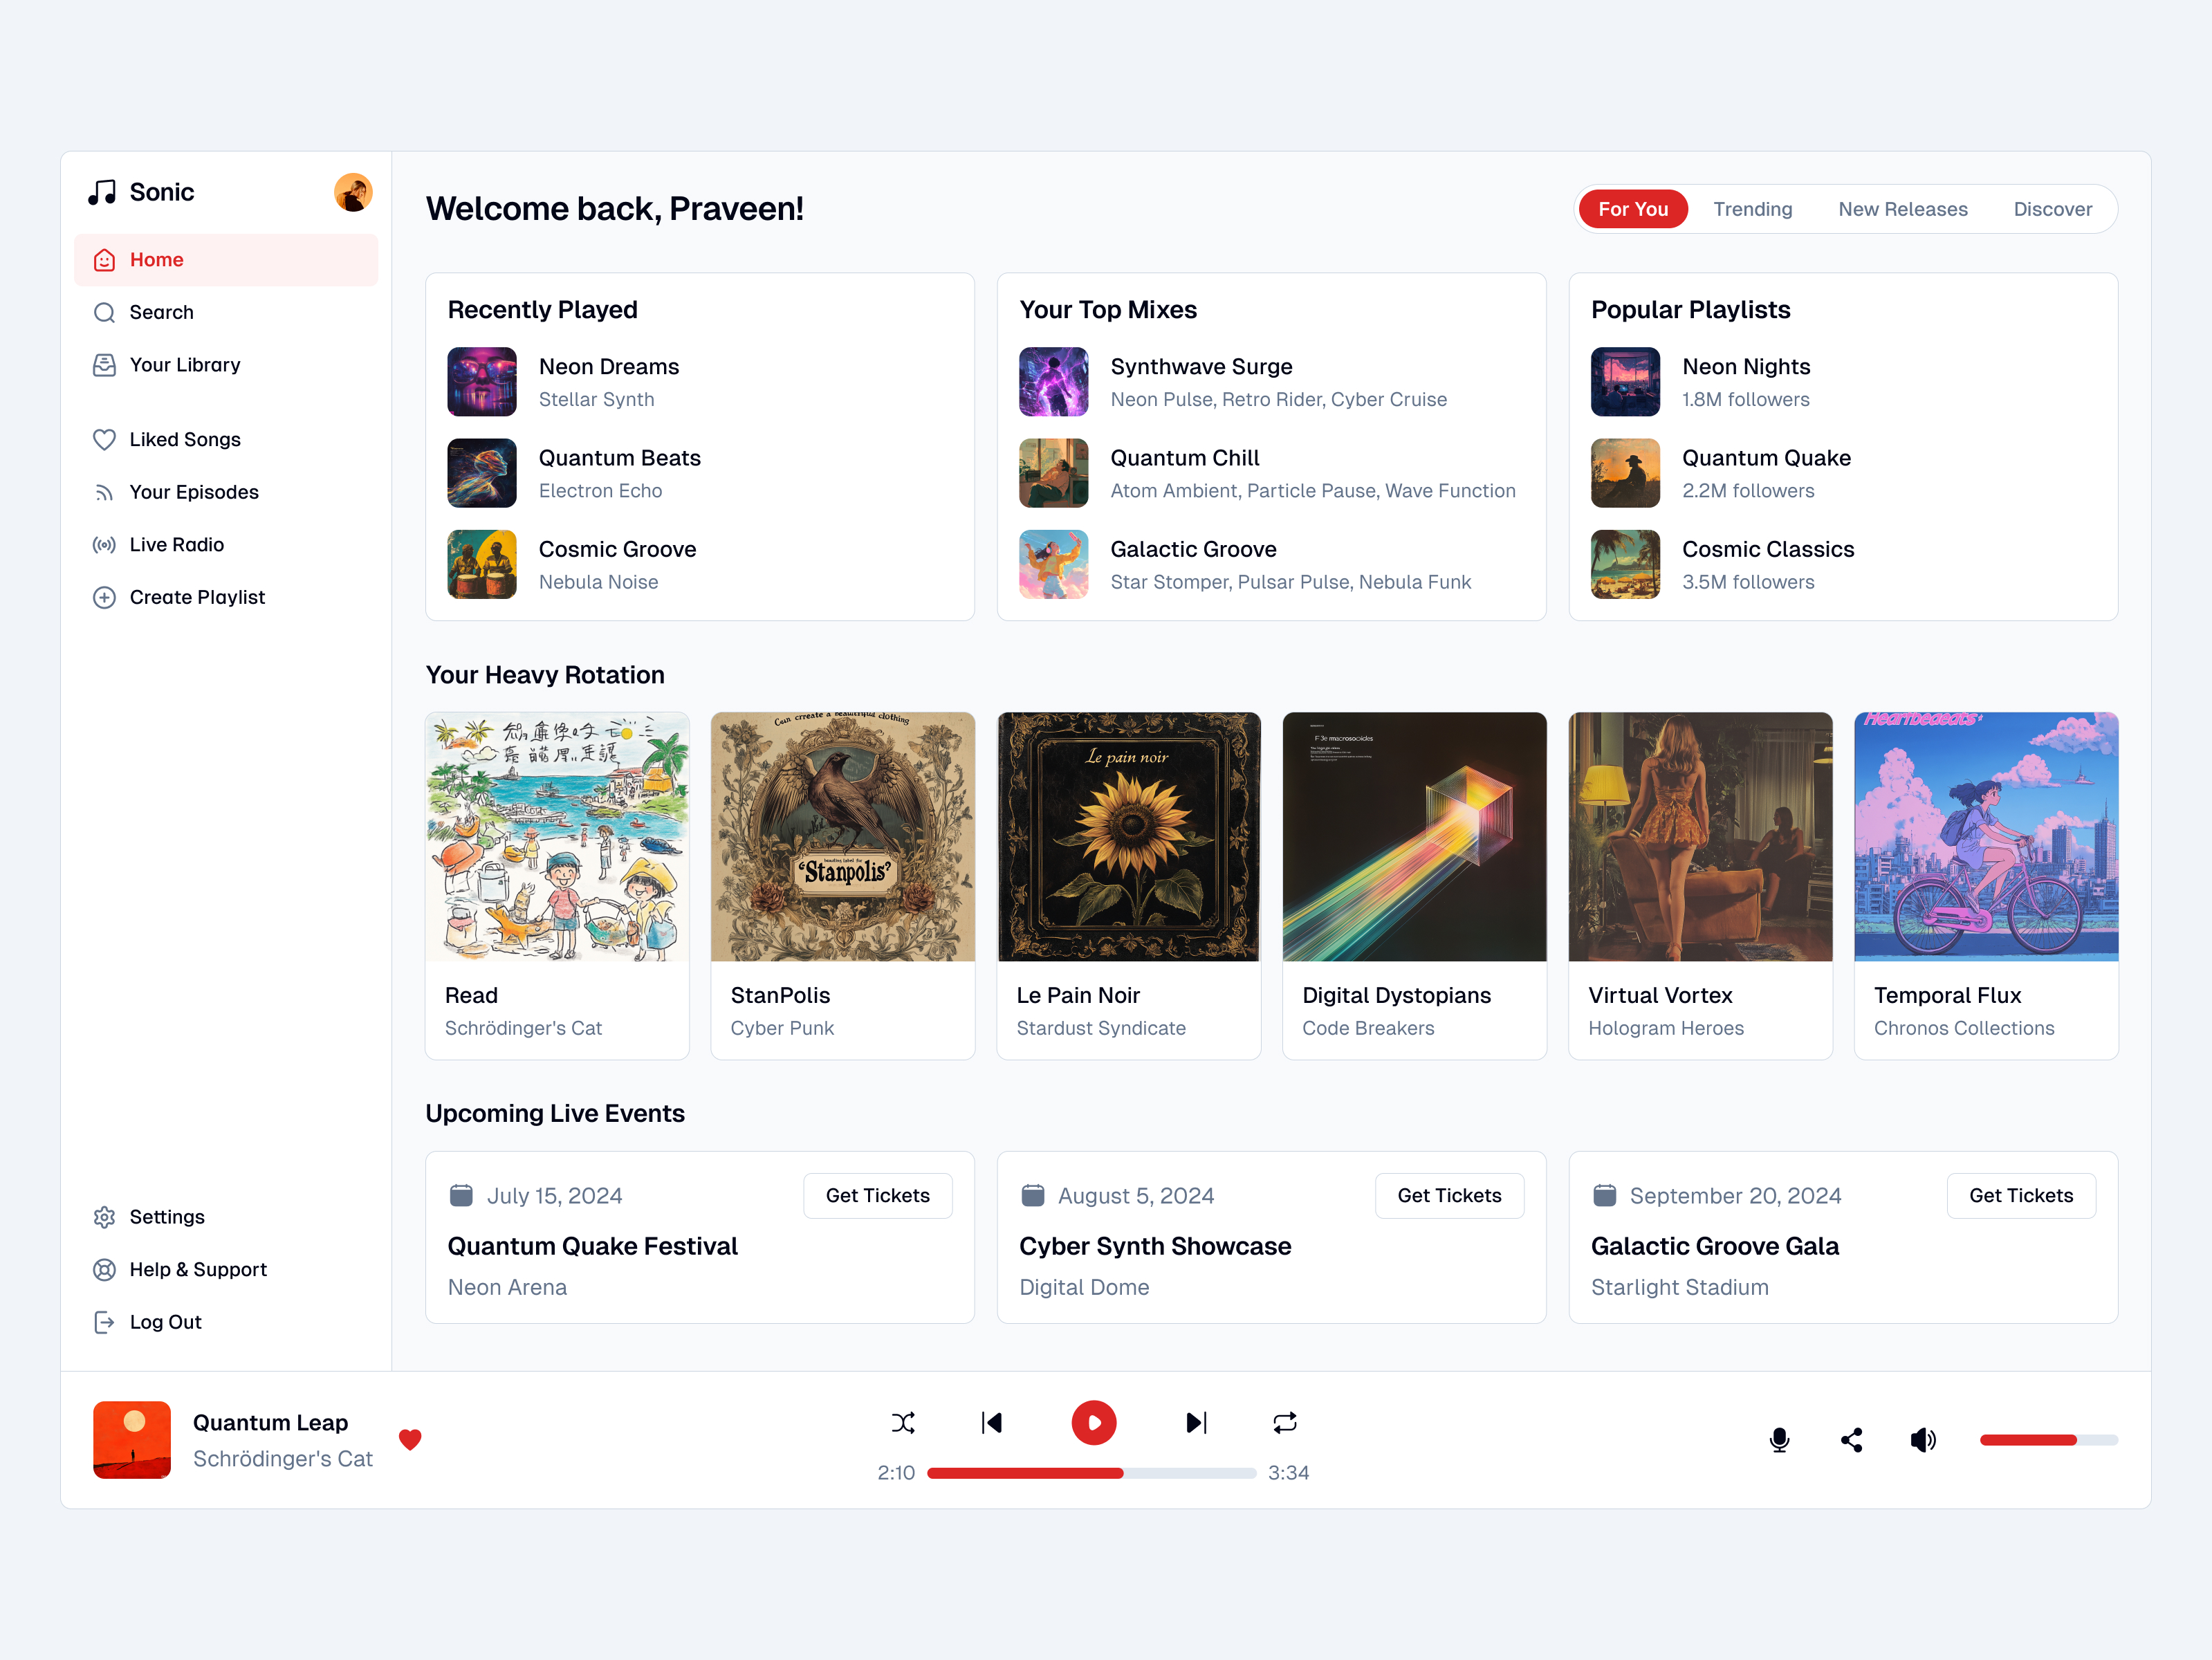 Sonic
Home
Search
Your Library
Liked Songs
Your Episodes
Live Radio
Create Playlist
Settings
Help & Support
Log Out
Welcome back, Praveen!
For You
Trending
New Releases
Discover
Recently Played
Neon Dreams
Stellar Synth
Quantum Beats
Electron Echo
Cosmic Groove
Nebula Noise
Your Top Mixes
Synthwave Surge
Neon Pulse, Retro Rider, Cyber Cruise
Quantum Chill
Atom Ambient, Particle Pause, Wave Function
Galactic Groove
Star Stomper, Pulsar Pulse, Nebula Funk
Popular Playlists
Neon Nights
1.8M followers
Quantum Quake
2.2M followers
Cosmic Classics
3.5M followers
Your Heavy Rotation
Read
Schrödinger's Cat
Can crreate a beautiful clothing
“Stanpolis?
StanPolis
Cyber Punk
Le pain noir
Le Pain Noir
Stardust Syndicate
F 3e macrosooides
Digital Dystopians
Code Breakers
Virtual Vortex
Hologram Heroes
Heartbedeats
Temporal Flux
Chronos Collections
Upcoming Live Events
July 15, 2024
Get Tickets
Quantum Quake Festival
Neon Arena
August 5, 2024
Get Tickets
Cyber Synth Showcase
Digital Dome
September 20, 2024
Get Tickets
Galactic Groove Gala
Starlight Stadium
Quantum Leap
Schrödinger's Cat
2:10
3:34